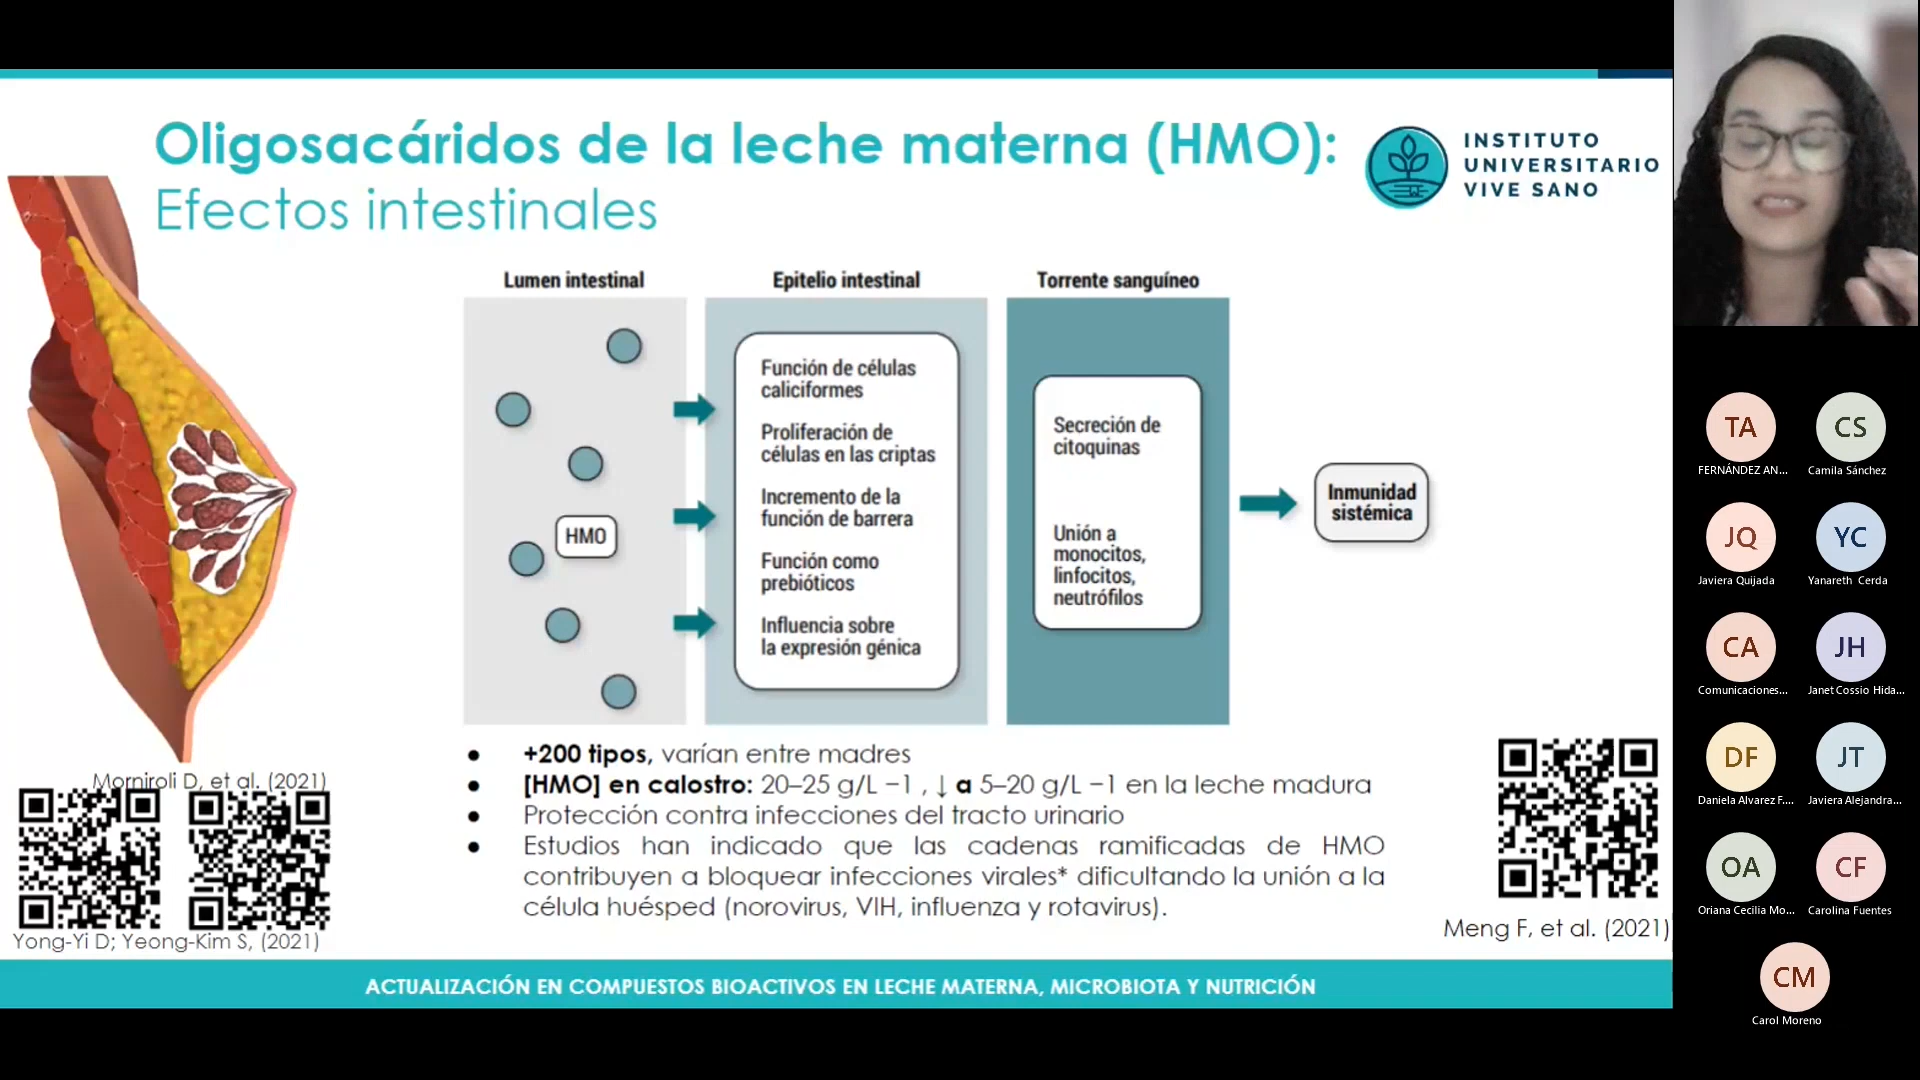 Oligosacáridos de la leche materna (HMO):
Efectos intestinales
INSTITUTO
UNIVERSITARIO
VIVE SANO
Lumen intestinal
Epitelio intestinal
Torrente sanguíneo
HMO
Función de células
caliciformes
Proliferación de
células en las criptas
Incremento de la
función de barrera
Función como
prebióticos
Influencia sobre
la expresión génica
Secreción de
citoquinas
Unión a
monocitos,
linfocitos,
neutrófilos
Inmunidad
sistémica
● +200 tipos, varían entre madres
● [HMO] en calostro: 20–25 g/L −1 , ↓ a 5–20 g/L −1 en la leche madura
● Protección contra infecciones del tracto urinario
● Estudios han indicado que las cadenas ramificadas de HMO
contribuyen a bloquear infecciones virales* dificultando la unión a la
célula huésped (norovirus, VIH, influenza y rotavirus).
Morniroli D, et al. (2021)
Yong-Yi D; Yeong-Kim S, (2021)
Meng F, et al. (2021)
ACTUALIZACIÓN EN COMPUESTOS BIOACTIVOS EN LECHE MATERNA, MICROBIOTA Y NUTRICIÓN
TA
FERNÁNDEZ AN...
CS
Camila Sánchez
JQ
Javiera Quijada
YC
Yanareth Cerda
CA
Comunicaciones...
JH
Janet Cossio Hida...
DF
Daniela Alvarez F....
JT
Javiera Alejandra...
OA
Oriana Cecilia Mo...
CF
Carolina Fuentes
CM
Carol Moreno